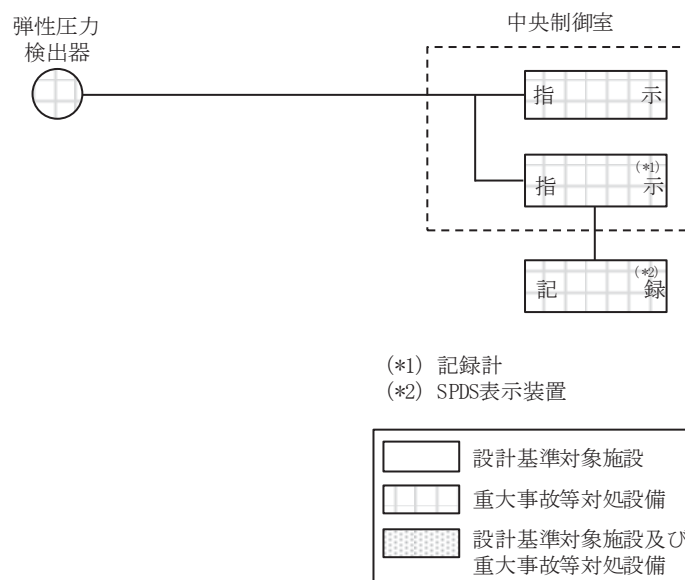 弾性圧力
検出器
中央制御室
指 示
(*1)
指 示
(*2)
記 録
(*1) 記録計
(*2) SPDS表示装置
設計基準対象施設
重大事故等対処設備
設計基準対象施設及び
重大事故等対処設備